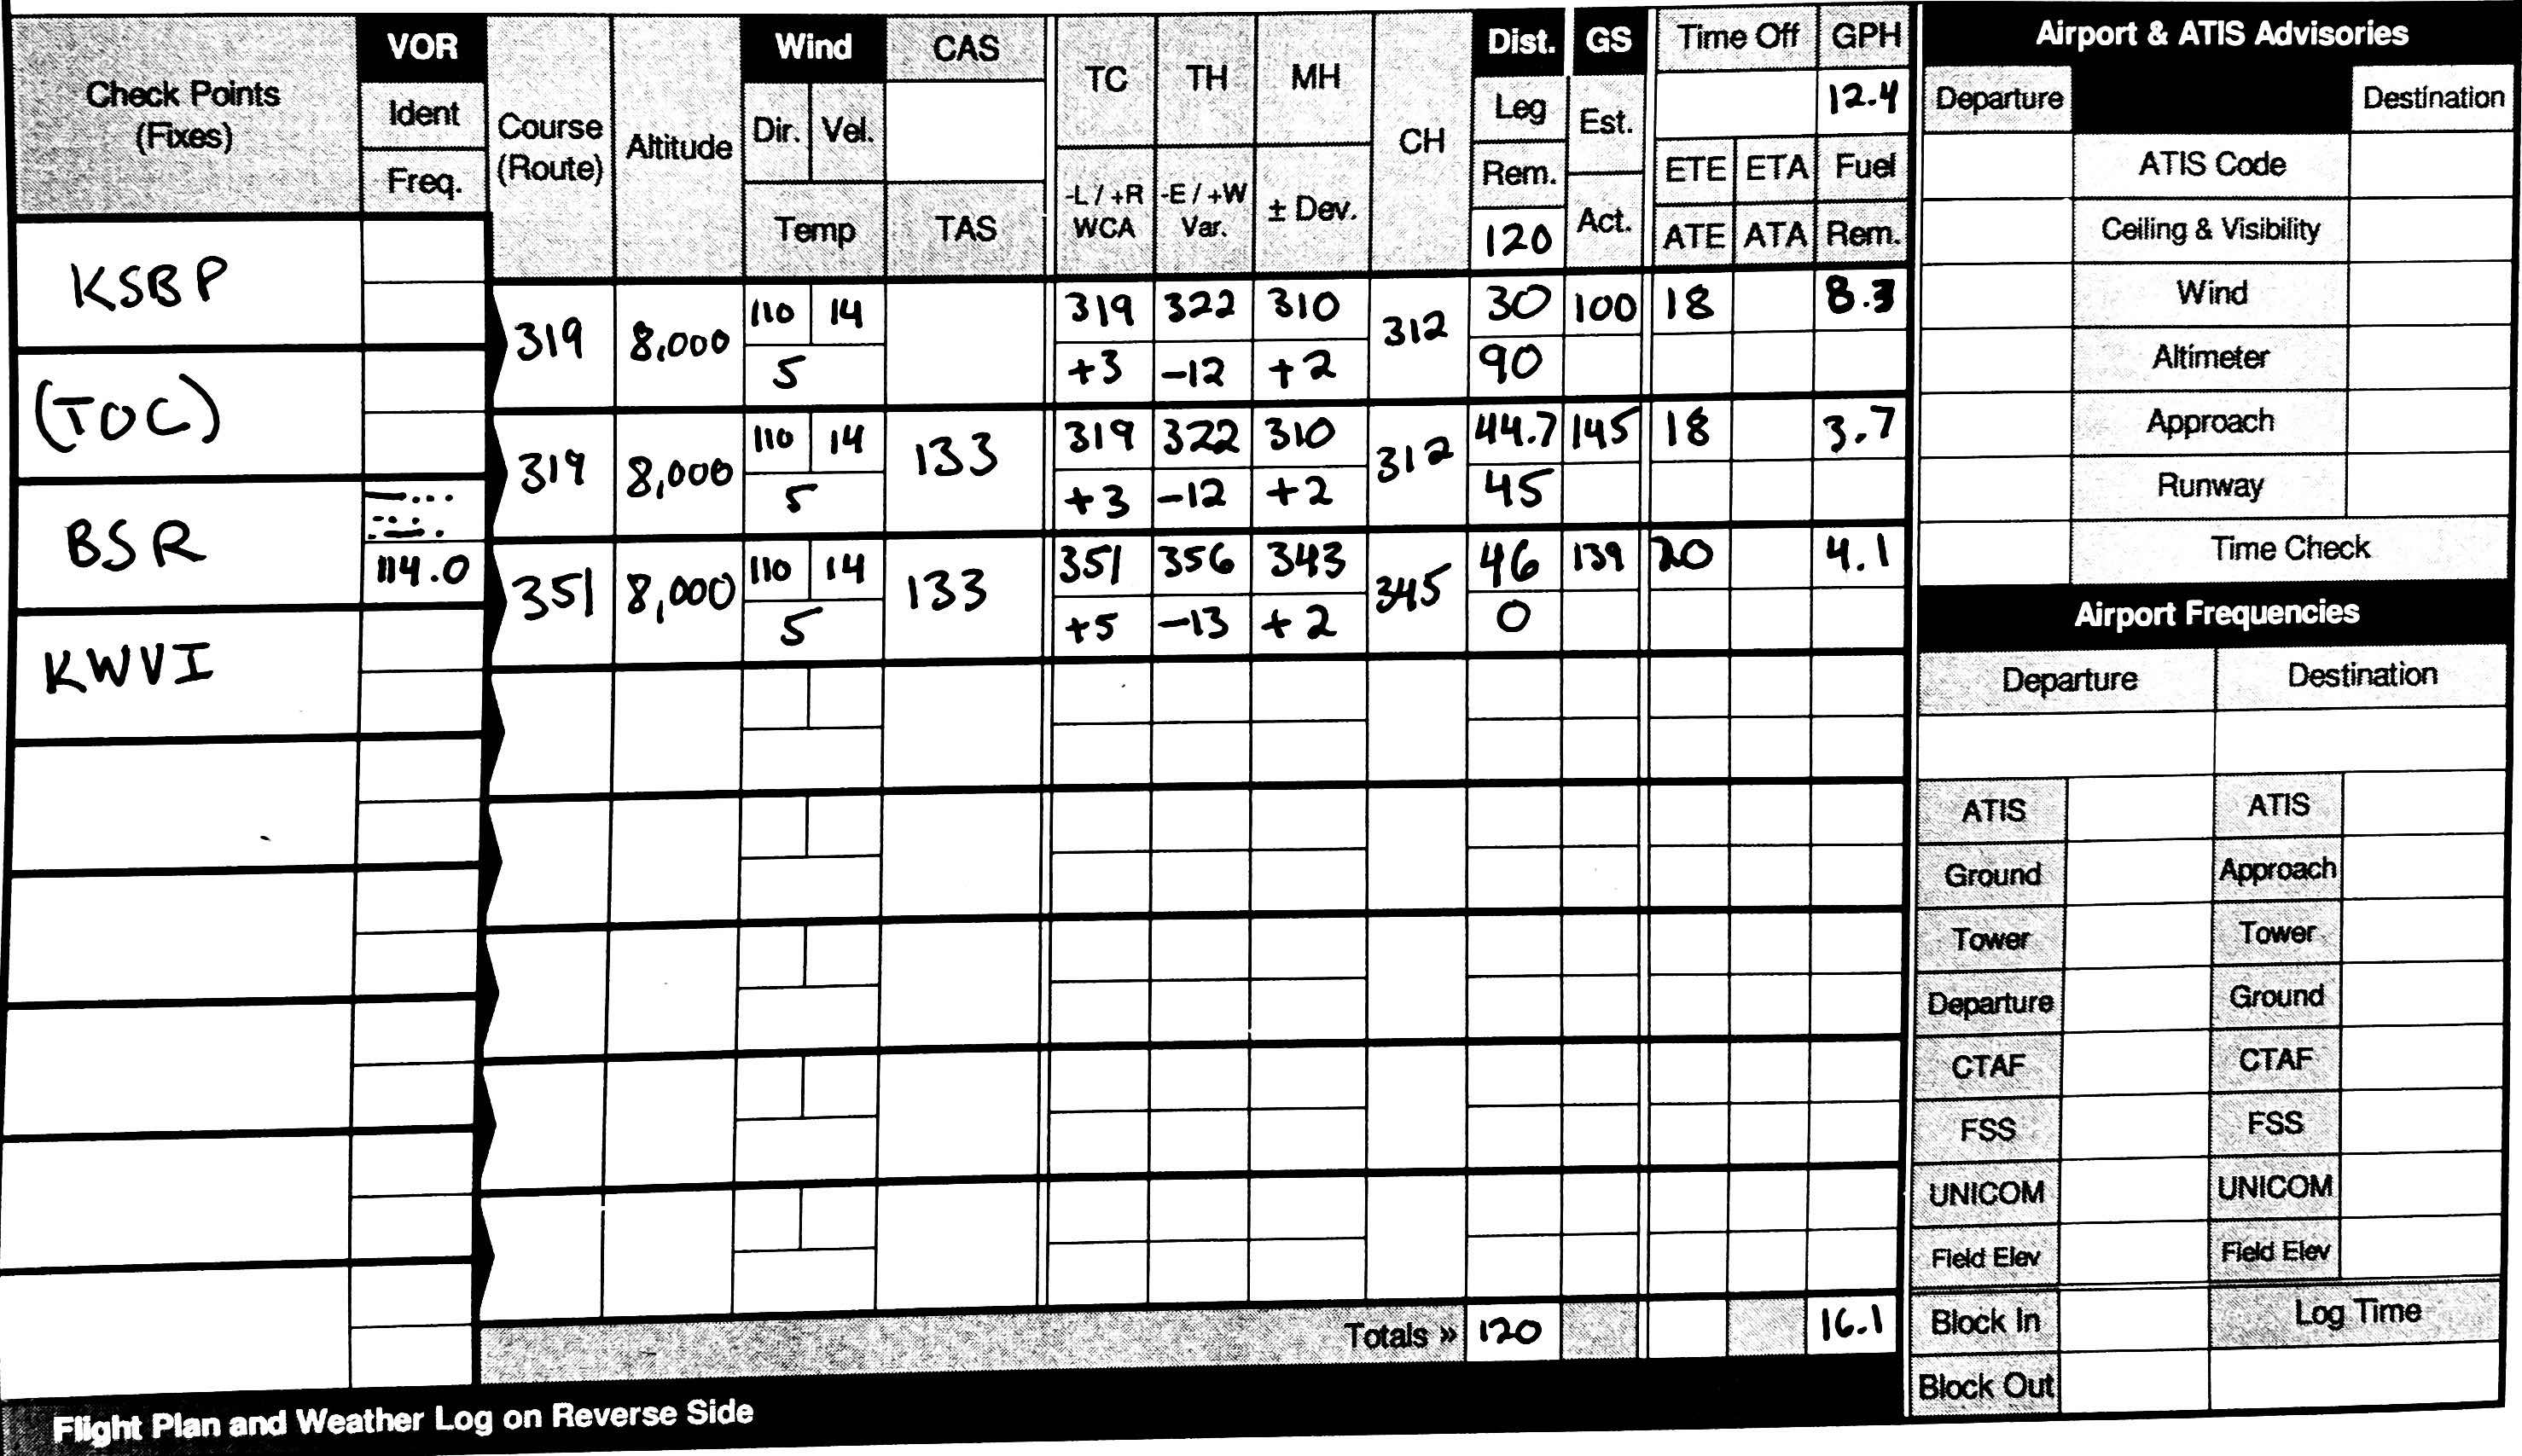 Check Points
(Fixes)
VOR
Ident
Freq.
Course
(Route)
Altitude
Wind
Dir. Vel.
Temp
CAS
TAS
TC
-L / +R
WCA
TH
-E / +W
Var.
MH
± Dev.
CH
Dist.
Leg
Rem.
120
GS
Est.
Act.
Time Off
ETE ETA
ATE ATA
GPH
12.4
Fuel
Rem.
KSBP
319 8,000 110 14 319 322 310 312 30 100 18 8.3
5 +3 -12 +2 90
(TOC)
319 8,000 110 14 133 319 322 310 312 44.7 145 18 3.7
5 +3 -12 +2 45
BSR
114.0
351 8,000 110 14 133 351 356 343 345 46 139 20 4.1
5 +5 -13 +2 0
KWVI
Totals » 120 16.1
Flight Plan and Weather Log on Reverse Side
Airport & ATIS Advisories
Departure Destination
ATIS Code
Ceiling & Visibility
Wind
Altimeter
Approach
Runway
Time Check
Airport Frequencies
Departure Destination
ATIS ATIS
Ground Approach
Tower Tower
Departure Ground
CTAF CTAF
FSS FSS
UNICOM UNICOM
Field Elev Field Elev
Block In Log Time
Block Out